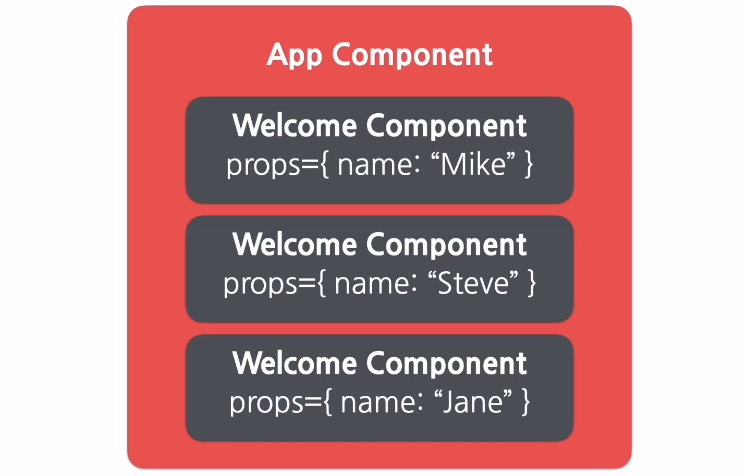 App Component
Welcome Component
props={ name: “Mike” }
Welcome Component
props={ name: “Steve” }
Welcome Component
props={ name: “Jane” }